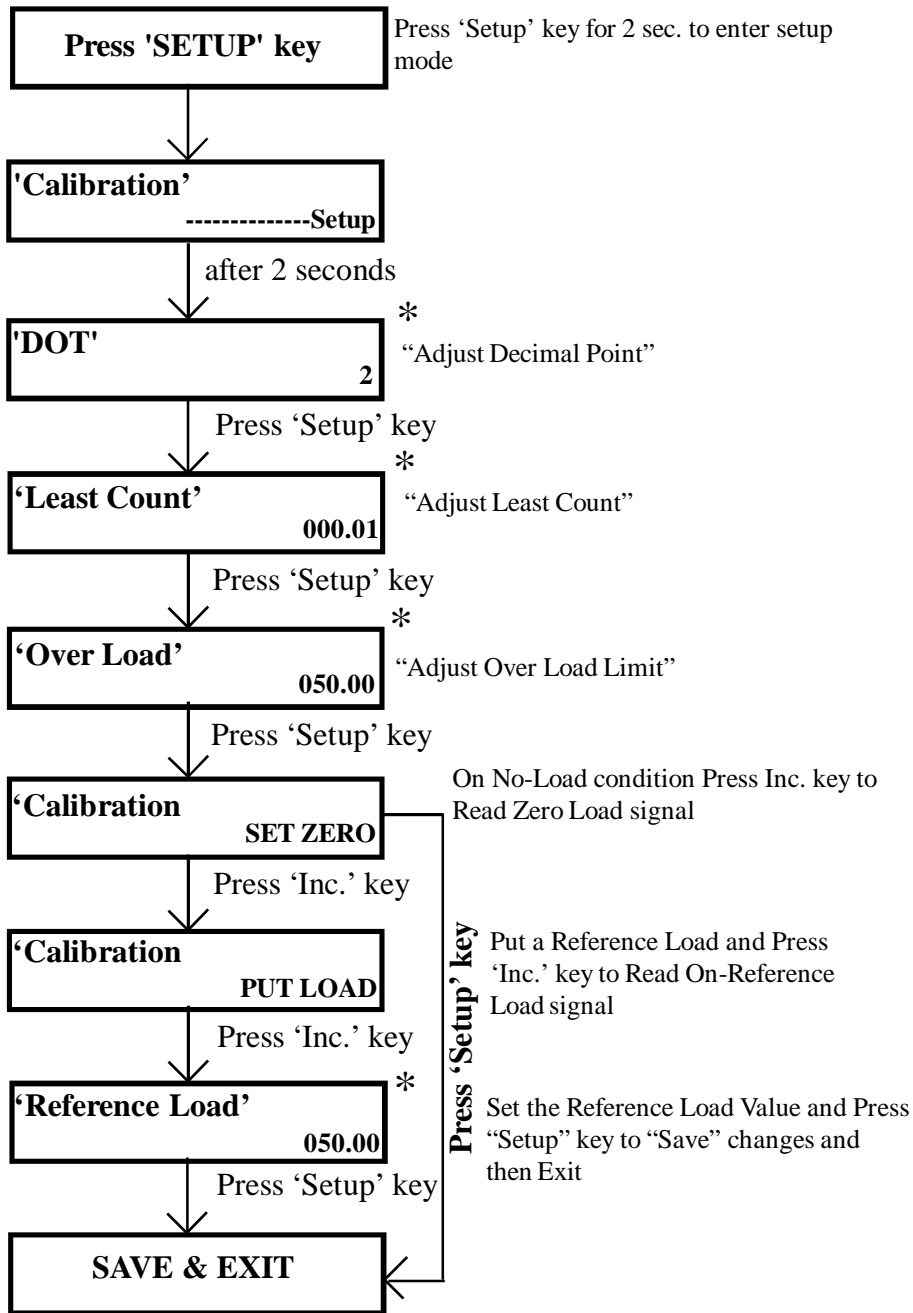 Press 'SETUP' key
Press ‘Setup’ key for 2 sec. to enter setup
mode
'Calibration’
--------------Setup
after 2 seconds
'DOT'
2
*
“Adjust Decimal Point”
Press ‘Setup’ key
‘Least Count’
000.01
*
“Adjust Least Count”
Press ‘Setup’ key
‘Over Load’
050.00
*
“Adjust Over Load Limit”
Press ‘Setup’ key
‘Calibration
SET ZERO
On No-Load condition Press Inc. key to
Read Zero Load signal
Press ‘Inc.’ key
‘Calibration
PUT LOAD
Press ‘Setup’ key
Put a Reference Load and Press
‘Inc.’ key to Read On-Reference
Load signal
Press ‘Inc.’ key
‘Reference Load’
050.00
*
Set the Reference Load Value and Press
“Setup” key to “Save” changes and
then Exit
Press ‘Setup’ key
SAVE & EXIT